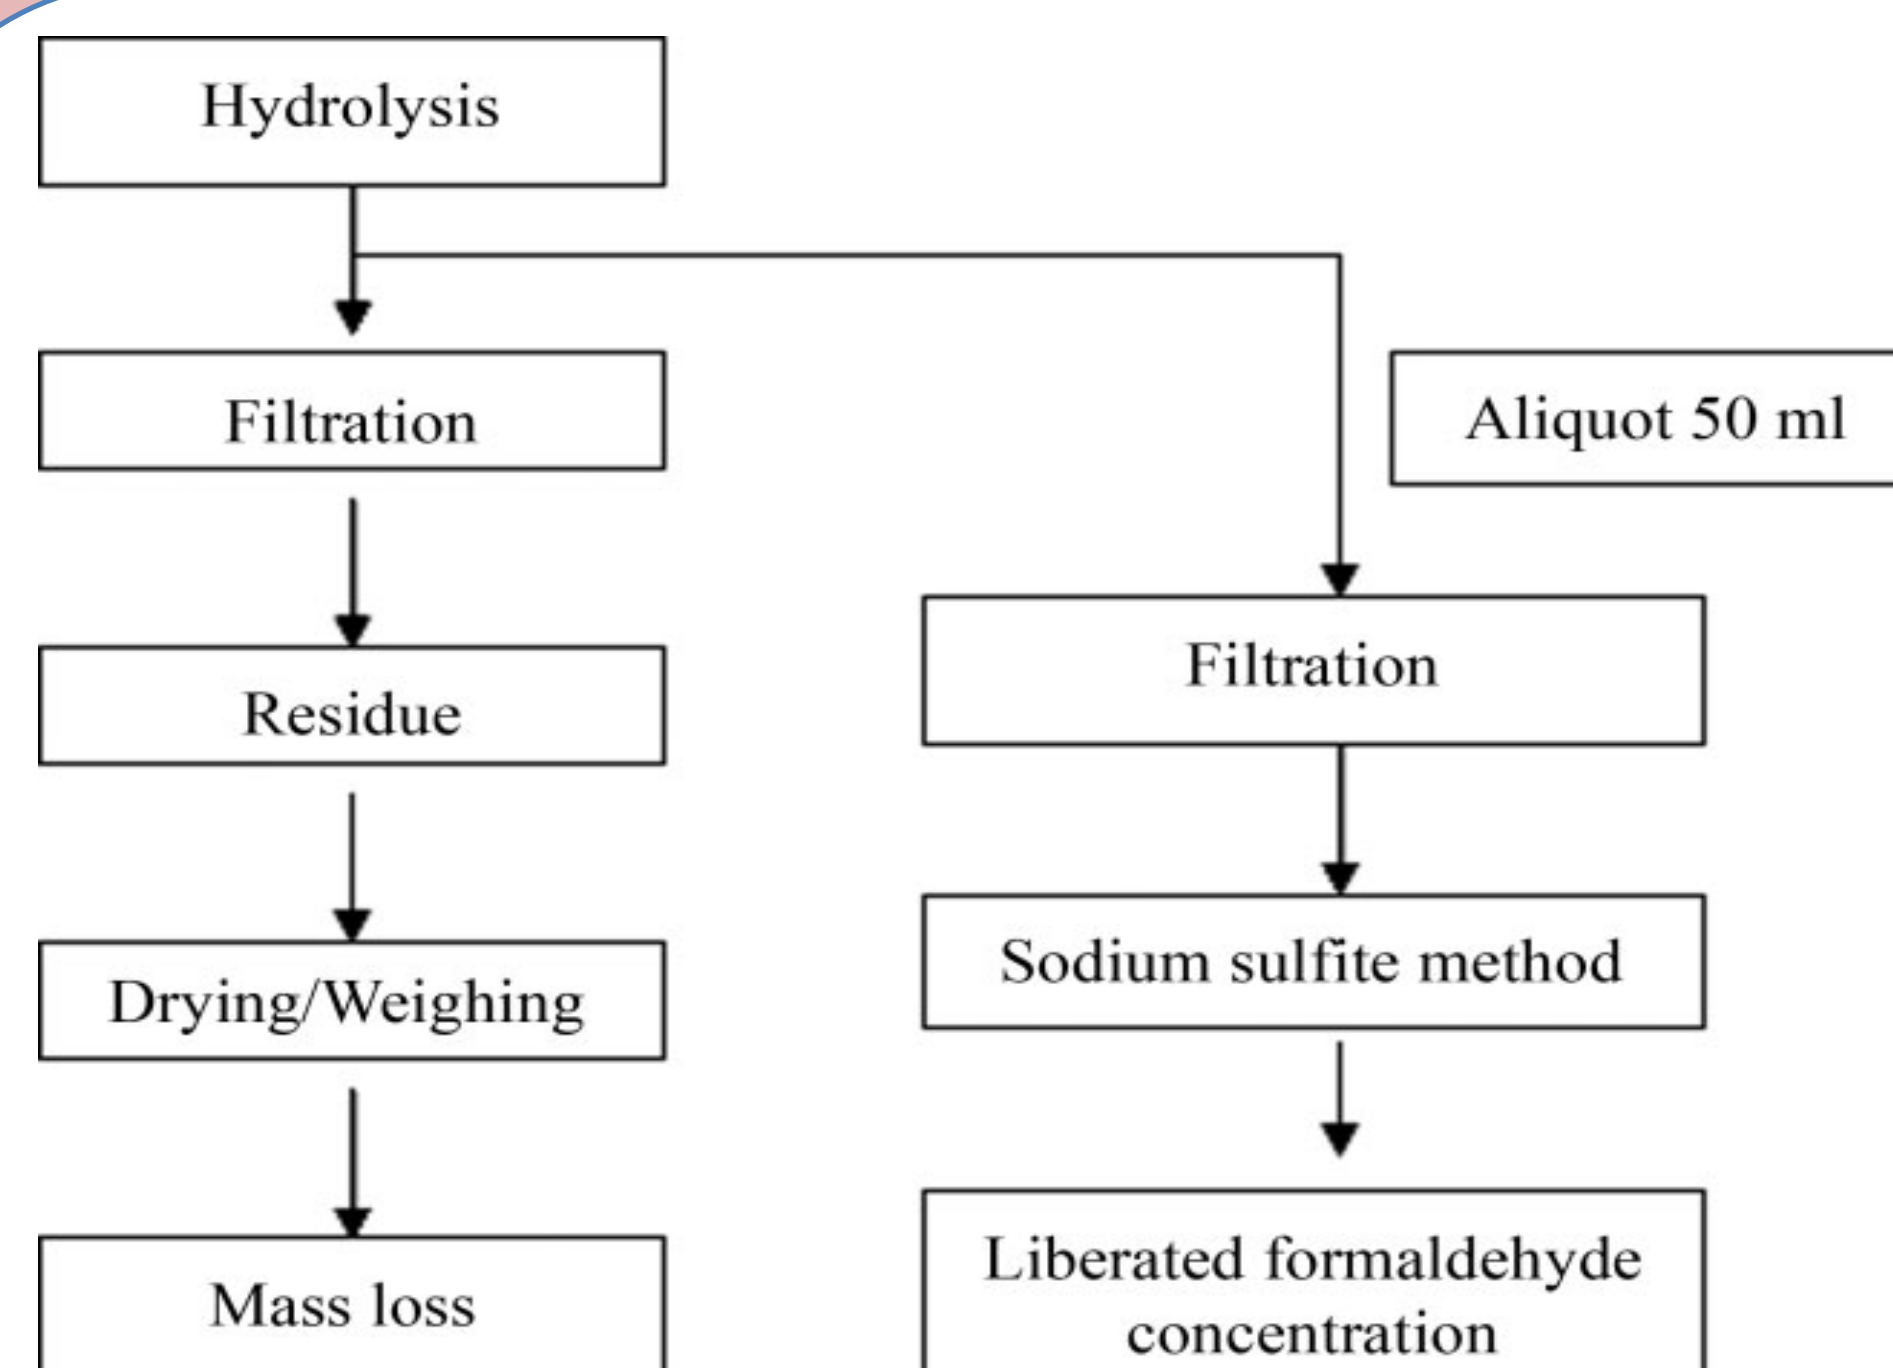 Hydrolysis
Filtration
Aliquot 50 ml
Residue
Filtration
Drying/Weighing
Sodium sulfite method
Mass loss
Liberated formaldehyde
concentration